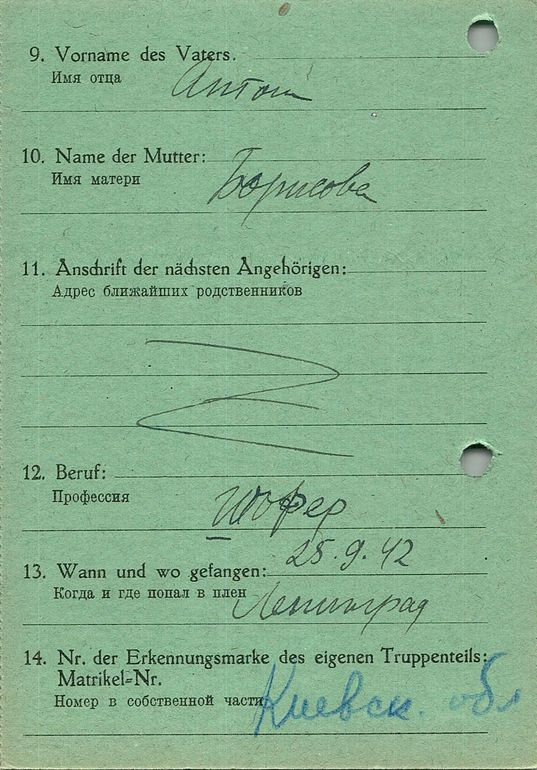 9. Vorname des Vaters.
Имя отца
Антон
10. Name der Mutter:
Имя матери
Борисова
11. Anschrift der nächsten Angehörigen:
Адрес ближайших родственников
12. Beruf:
Профессия
шофер
25.9.42
13. Wann und wo gefangen:
Когда и где попал в плен
Ленинград
14. Nr. der Erkennungsmarke des eigenen Truppenteils:
Matrikel-Nr.
Номер в собственной части
Киевск. обл